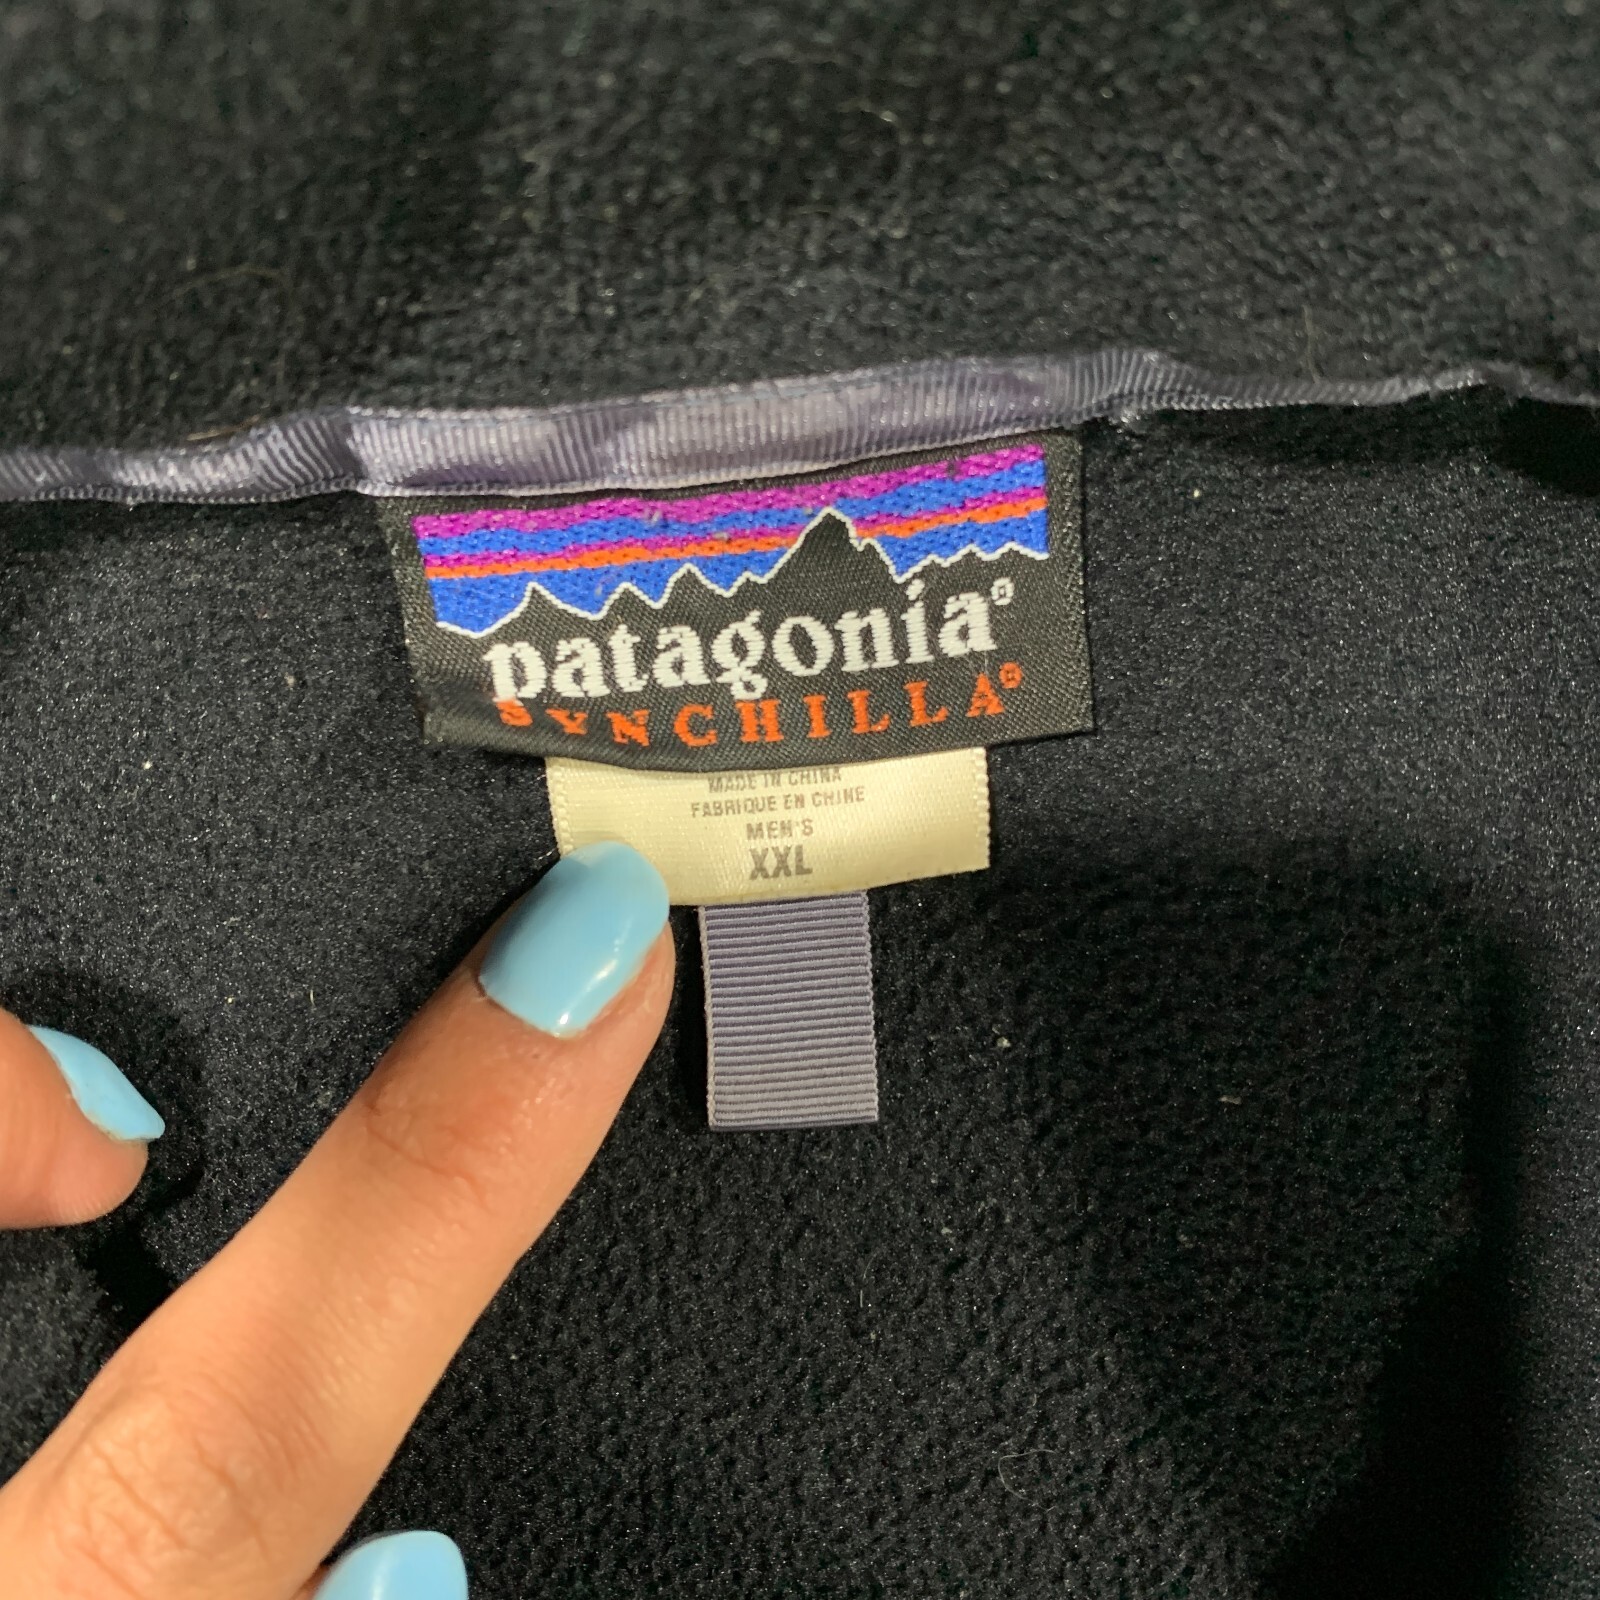 patagonia®
SYNCHILLA®
MADE IN CHINA
FABRIQUE EN CHINE
MEN'S
XXL